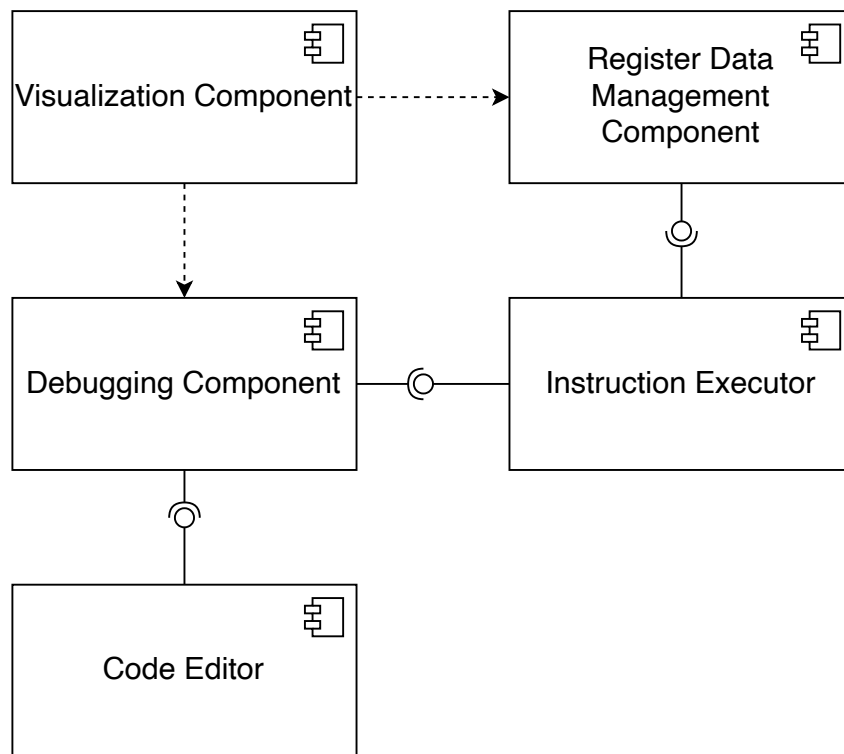 Visualization Component
Register Data
Management
Component
Debugging Component
Instruction Executor
Code Editor